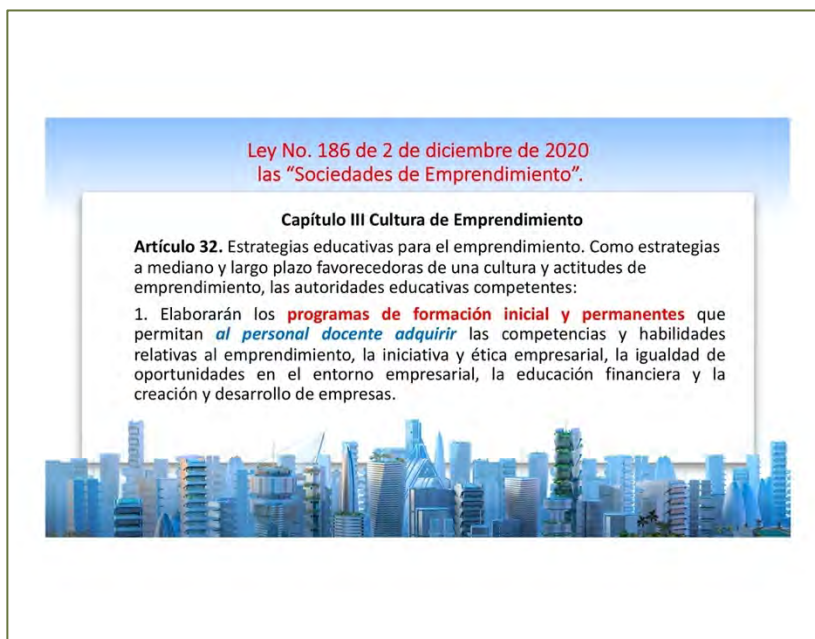 Ley No. 186 de 2 de diciembre de 2020
las “Sociedades de Emprendimiento”.
Capítulo III Cultura de Emprendimiento
Artículo 32. Estrategias educativas para el emprendimiento. Como estrategias
a mediano y largo plazo favorecedoras de una cultura y actitudes de
emprendimiento, las autoridades educativas competentes:
1. Elaborarán los programas de formación inicial y permanentes que
permitan al personal docente adquirir las competencias y habilidades
relativas al emprendimiento, la iniciativa y ética empresarial, la igualdad de
oportunidades en el entorno empresarial, la educación financiera y la
creación y desarrollo de empresas.